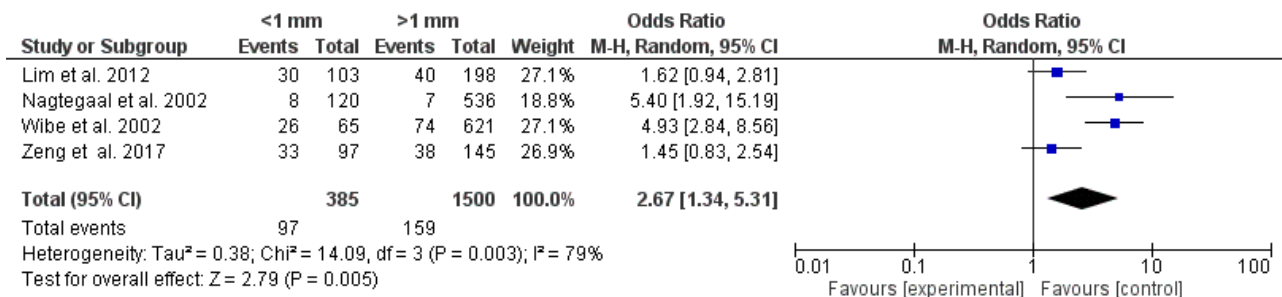 <1 mm >1 mm Odds Ratio Odds Ratio
Study or Subgroup Events Total Events Total Weight M-H, Random, 95% CI M-H, Random, 95% CI
Lim et al. 2012 30 103 40 198 27.1% 1.62 [0.94, 2.81]
Nagtegaal et al. 2002 8 120 7 536 18.8% 5.40 [1.92, 15.19]
Wibe et al. 2002 26 65 74 621 27.1% 4.93 [2.84, 8.56]
Zeng et al. 2017 33 97 38 145 26.9% 1.45 [0.83, 2.54]
Total (95% CI) 385 1500 100.0% 2.67 [1.34, 5.31]
Total events 97 159
Heterogeneity: Tau² = 0.38; Chi² = 14.09, df = 3 (P = 0.003); I² = 79%
Test for overall effect: Z = 2.79 (P = 0.005)
0.01 0.1 1 10 100
Favours [experimental] Favours [control]